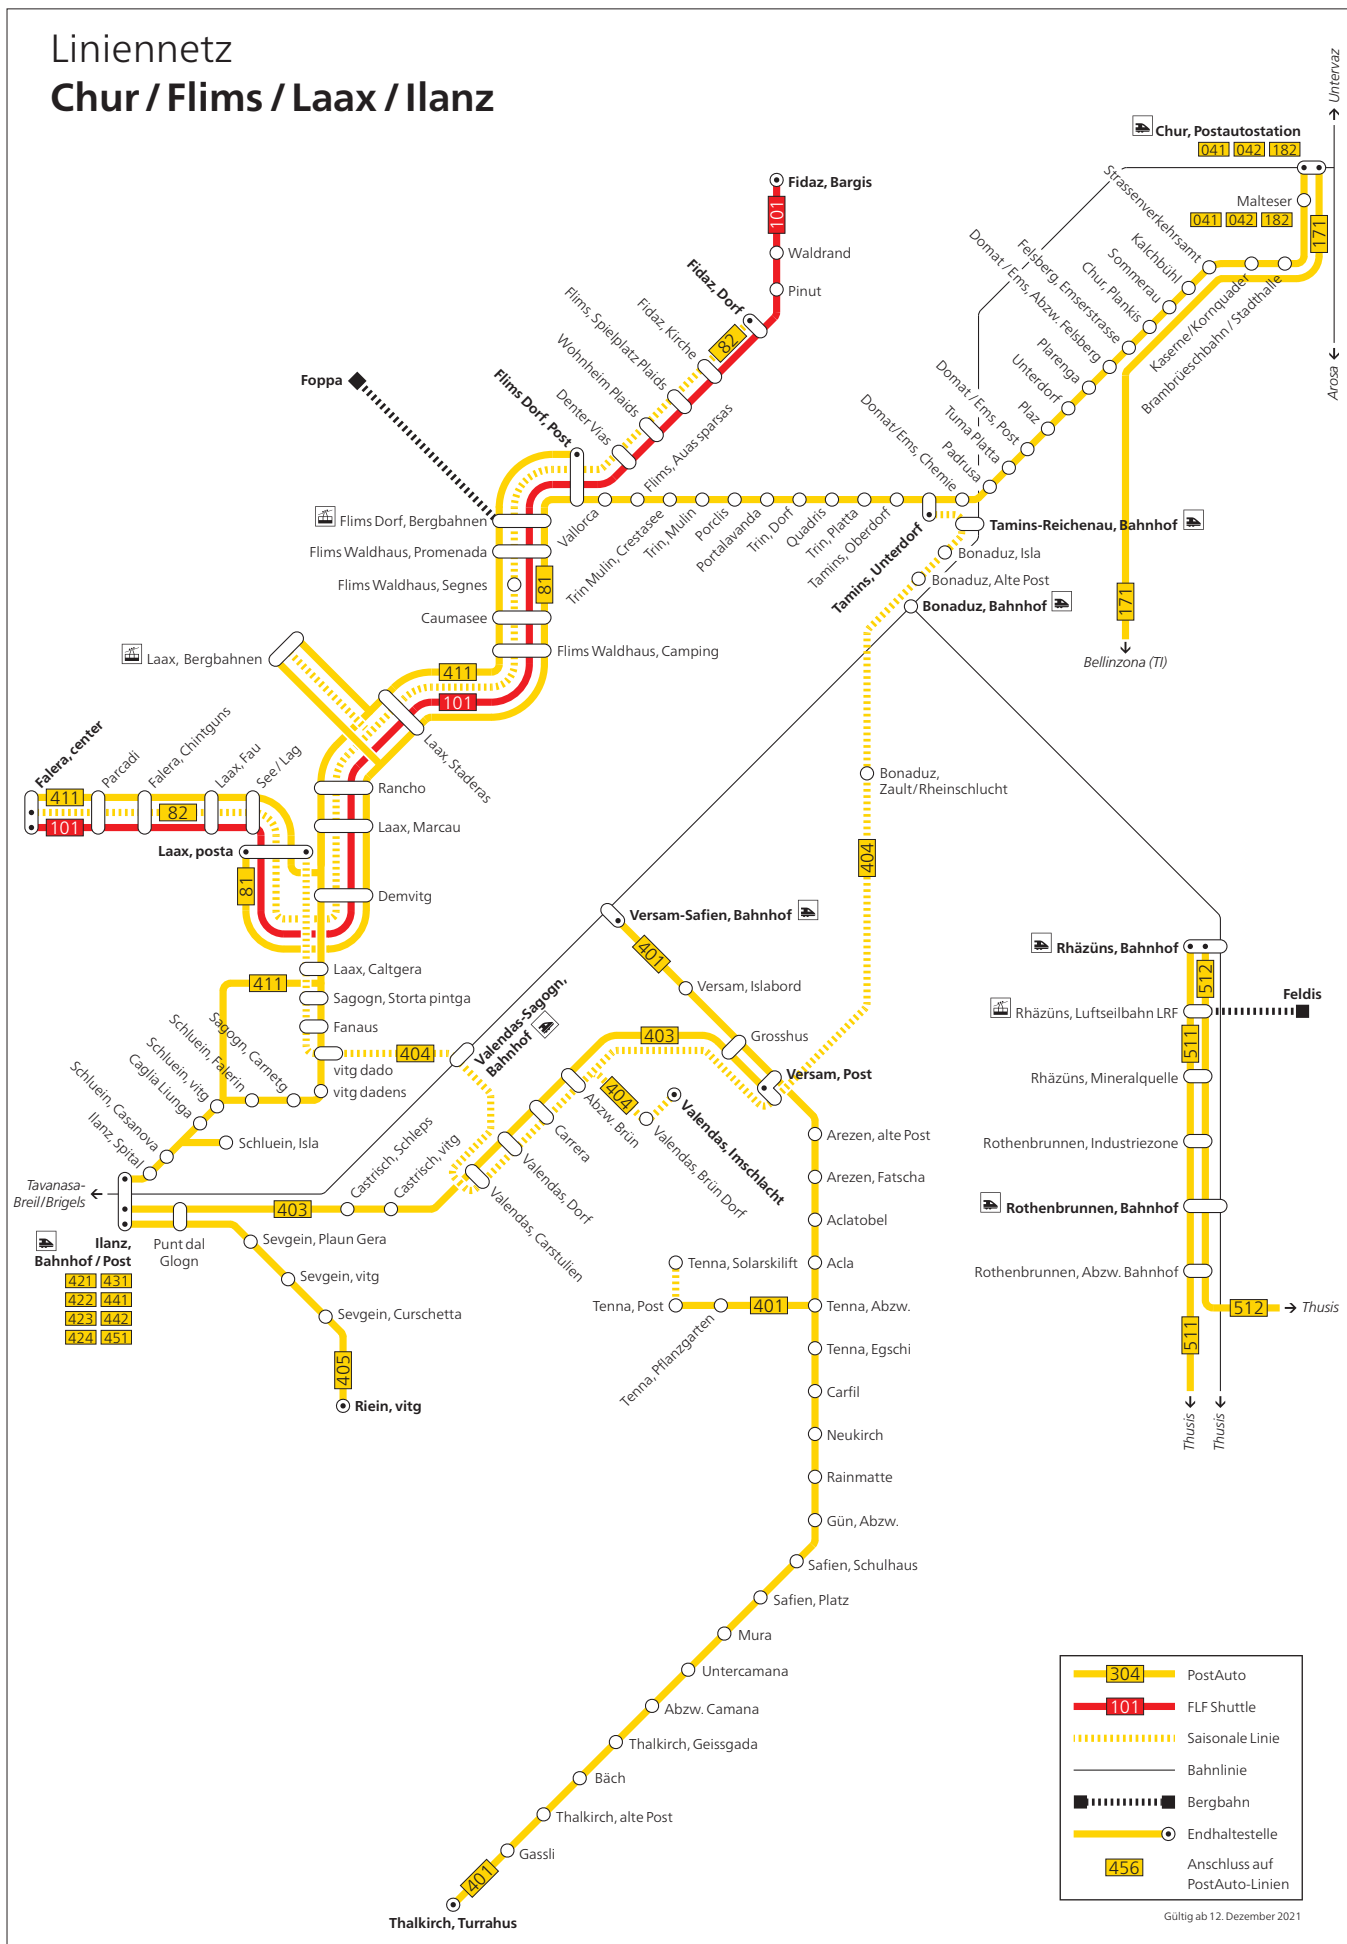 Liniennetz
Chur / Flims / Laax / Ilanz
Untervaz
Arosa
Chur, Postautostation
041 042 182
Malteser
041 042 182
171
Strassenverkehrsamt
Kalchbühl
Sommerau
Chur, Plankis
Felsberg, Emserstrasse
Domat / Ems, Abzw. Felsberg
Plarenga
Unterdorf
Plaz
Domat / Ems, Post
Tuma Platta
Padrusa
Domat/Ems, Chemie
Kaserne/Kornquader
Brambrüeschbahn / Stadthalle
171
Bellinzona (TI)
Fidaz, Bargis
101
Waldrand
Pinut
Fidaz, Dorf
82
Fidaz, Kirche
Flims, Spielplatz Plaids
Wohnheim Plaids
Denter Vias
Flims Dorf, Post
Foppa
Flims, Auas sparsas
Vallorca
Trin Mulin, Crestasee
Trin, Mulin
Porclis
Portalavanda
Trin, Dorf
Quadris
Trin, Platta
Tamins, Oberdorf
Tamins, Unterdorf
Tamins-Reichenau, Bahnhof
Bonaduz, Isla
Bonaduz, Alte Post
Bonaduz, Bahnhof
Flims Dorf, Bergbahnen
Flims Waldhaus, Promenada
Flims Waldhaus, Segnes
81
Caumasee
Flims Waldhaus, Camping
Laax, Bergbahnen
411
101
Laax, Staderas
Falera, center
Parcadi
Falera, Chintguns
Laax, Fau
See / Lag
411
82
101
Rancho
Laax, Marcau
Laax, posta
81
Demvitg
Bonaduz,
Zault/Rheinschlucht
404
Versam-Safien, Bahnhof
401
Versam, Islabord
Grosshus
Versam, Post
Laax, Caltgera
411
Sagogn, Storta pintga
Fanaus
404
vitg dado
vitg dadens
Valendas-Sagogn,
Bahnhof
403
Sagogn, Carnetg
Schluein, Falerin
Schluein, vitg
Caglia Liunga
Schluein, Casanova
Ilanz, Spital
Schluein, Isla
Castrisch, Schleps
Castrisch, vitg
Abzw. Brün
Carrera
Valendas, Dorf
Valendas, Carstulien
404
Valendas, Brün Dorf
Valendas, Imschlacht
Tavanasa-
Breil/Brigels
403
Ilanz,
Bahnhof / Post
421 431
422 441
423 442
424 451
Punt dal
Glogn
Sevgein, Plaun Gera
Sevgein, vitg
Sevgein, Curschetta
405
Riein, vitg
Arezen, alte Post
Arezen, Fatscha
Aclatobel
Acla
Tenna, Solarskilift
Tenna, Post
401
Tenna, Abzw.
Tenna, Pflanzgarten
Tenna, Egschi
Carfil
Neukirch
Rainmatte
Gün, Abzw.
Safien, Schulhaus
Safien, Platz
Mura
Untercamana
Abzw. Camana
Thalkirch, Geissgada
Bäch
Thalkirch, alte Post
Gassli
401
Thalkirch, Turrahus
Rhäzüns, Bahnhof
512
Feldis
Rhäzüns, Luftseilbahn LRF
511
Rhäzüns, Mineralquelle
Rothenbrunnen, Industriezone
Rothenbrunnen, Bahnhof
Rothenbrunnen, Abzw. Bahnhof
512
Thusis
511
Thusis
Thusis
304 PostAuto
101 FLF Shuttle
Saisonale Linie
Bahnlinie
Bergbahn
Endhaltestelle
456 Anschluss auf
PostAuto-Linien
Gültig ab 12. Dezember 2021